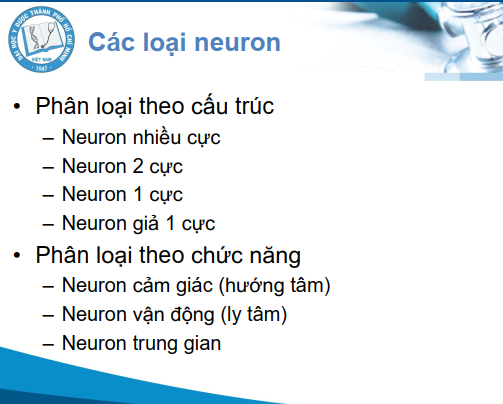 ĐẠI HỌC Y DƯỢC THÀNH PHỐ HỒ CHÍ MINH
VIỆT NAM
1947
Các loại neuron
• Phân loại theo cấu trúc
– Neuron nhiều cực
– Neuron 2 cực
– Neuron 1 cực
– Neuron giả 1 cực
• Phân loại theo chức năng
– Neuron cảm giác (hướng tâm)
– Neuron vận động (ly tâm)
– Neuron trung gian